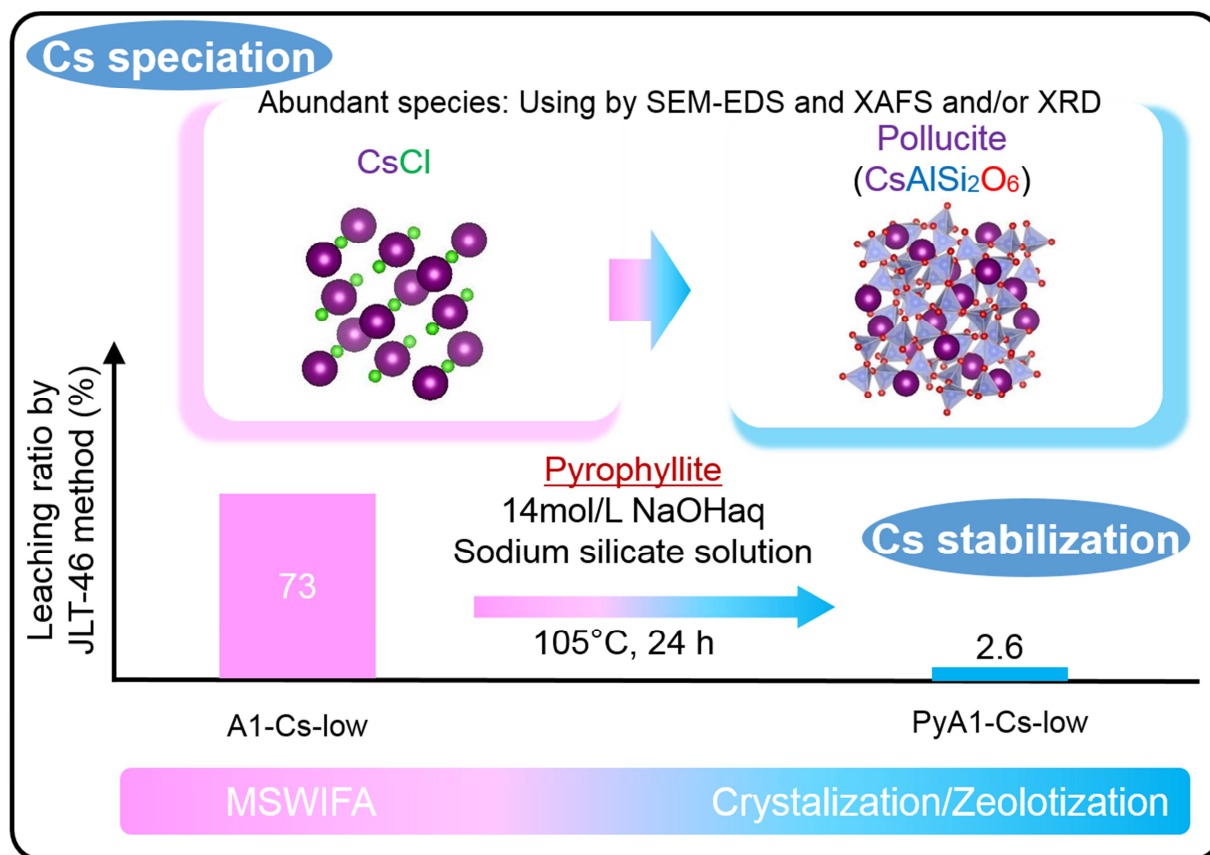 Cs speciation
Abundant species: Using by SEM-EDS and XAFS and/or XRD
CsCl
Pollucite
(CsAlSi₂O₆)
Leaching ratio by
JLT-46 method (%)
73
Pyrophyllite
14mol/L NaOHaq
Sodium silicate solution
105°C, 24 h
Cs stabilization
2.6
A1-Cs-low
PyA1-Cs-low
MSWIFA
Crystalization/Zeolotization